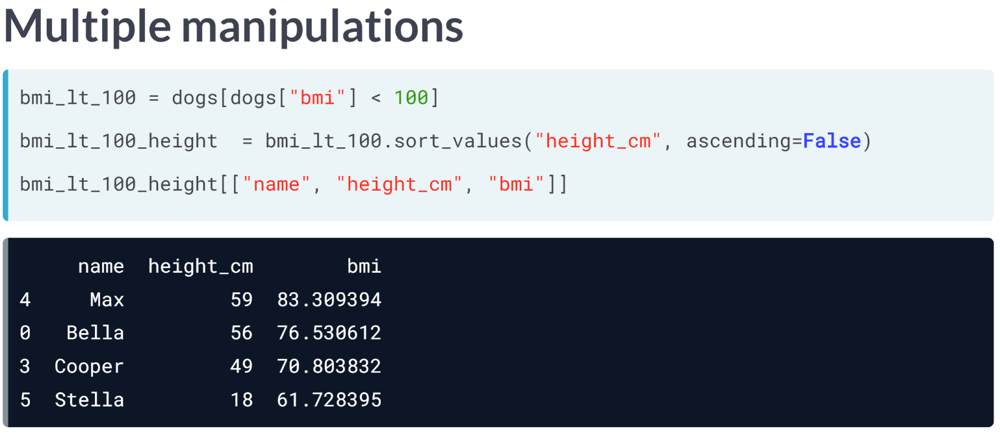 Multiple manipulations
bmi_lt_100 = dogs[dogs["bmi"] < 100]
bmi_lt_100_height  = bmi_lt_100.sort_values("height_cm", ascending=False)
bmi_lt_100_height[["name", "height_cm", "bmi"]]
     name  height_cm        bmi
4      Max         59  83.309394
0    Bella         56  76.530612
3   Cooper         49  70.803832
5   Stella         18  61.728395